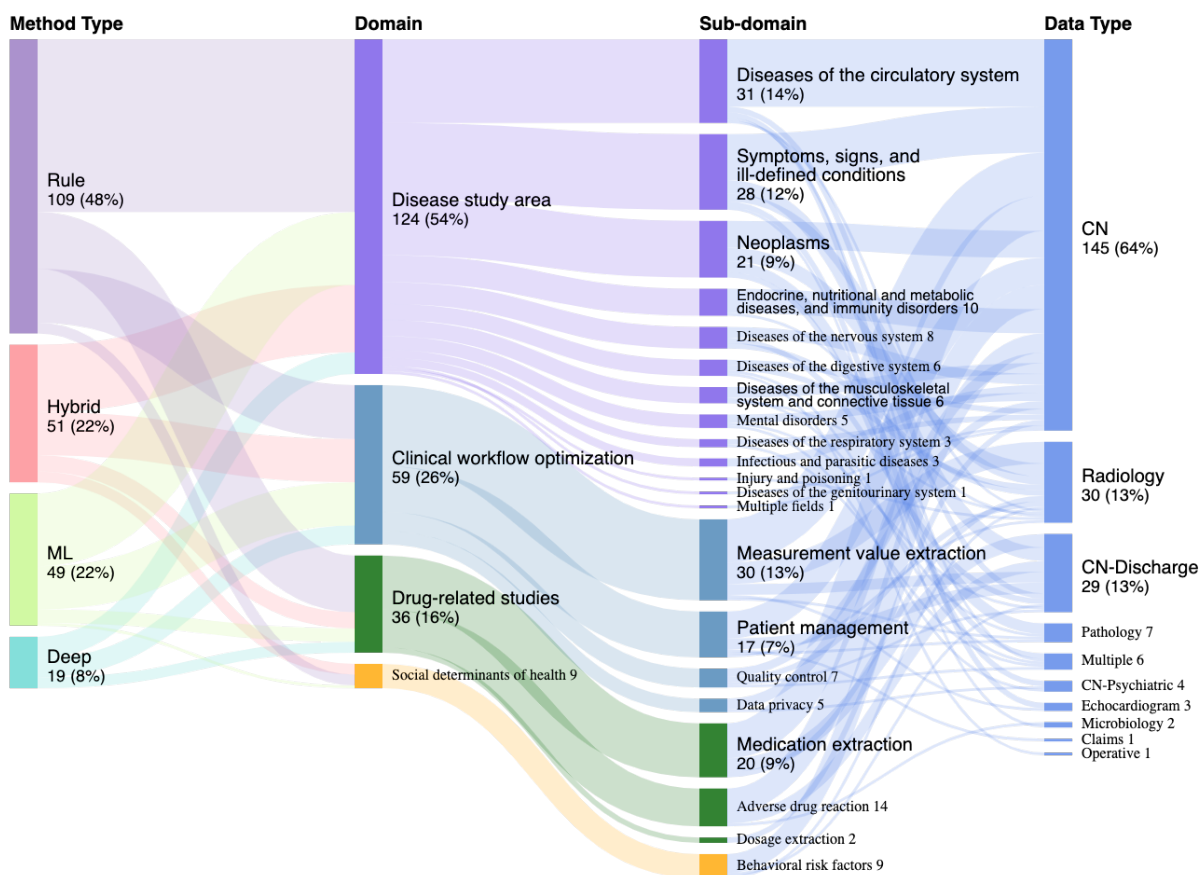 Method Type
Domain
Sub-domain
Data Type
Rule
109 (48%)
Hybrid
51 (22%)
ML
49 (22%)
Deep
19 (8%)
Disease study area
124 (54%)
Clinical workflow optimization
59 (26%)
Drug-related studies
36 (16%)
Social determinants of health 9
Diseases of the circulatory system
31 (14%)
Symptoms, signs, and
ill-defined conditions
28 (12%)
Neoplasms
21 (9%)
Endocrine, nutritional and metabolic
diseases, and immunity disorders 10
Diseases of the nervous system 8
Diseases of the digestive system 6
Diseases of the musculoskeletal
system and connective tissue 6
Mental disorders 5
Diseases of the respiratory system 3
Infectious and parasitic diseases 3
Injury and poisoning 1
Diseases of the genitourinary system 1
Multiple fields 1
Measurement value extraction
30 (13%)
Patient management
17 (7%)
Quality control 7
Data privacy 5
Medication extraction
20 (9%)
Adverse drug reaction 14
Dosage extraction 2
Behavioral risk factors 9
CN
145 (64%)
Radiology
30 (13%)
CN-Discharge
29 (13%)
Pathology 7
Multiple 6
CN-Psychiatric 4
Echocardiogram 3
Microbiology 2
Claims 1
Operative 1